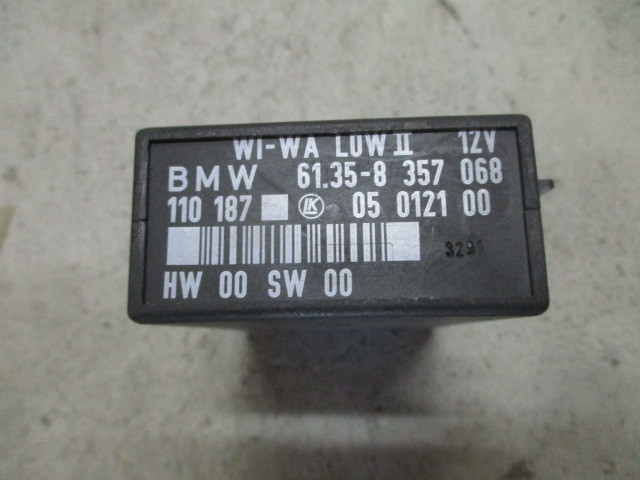 WI-WA LOW II 12V
BMW 61.35-8 357 068
110 187 LK 05 0121 00
HW 00 SW 00